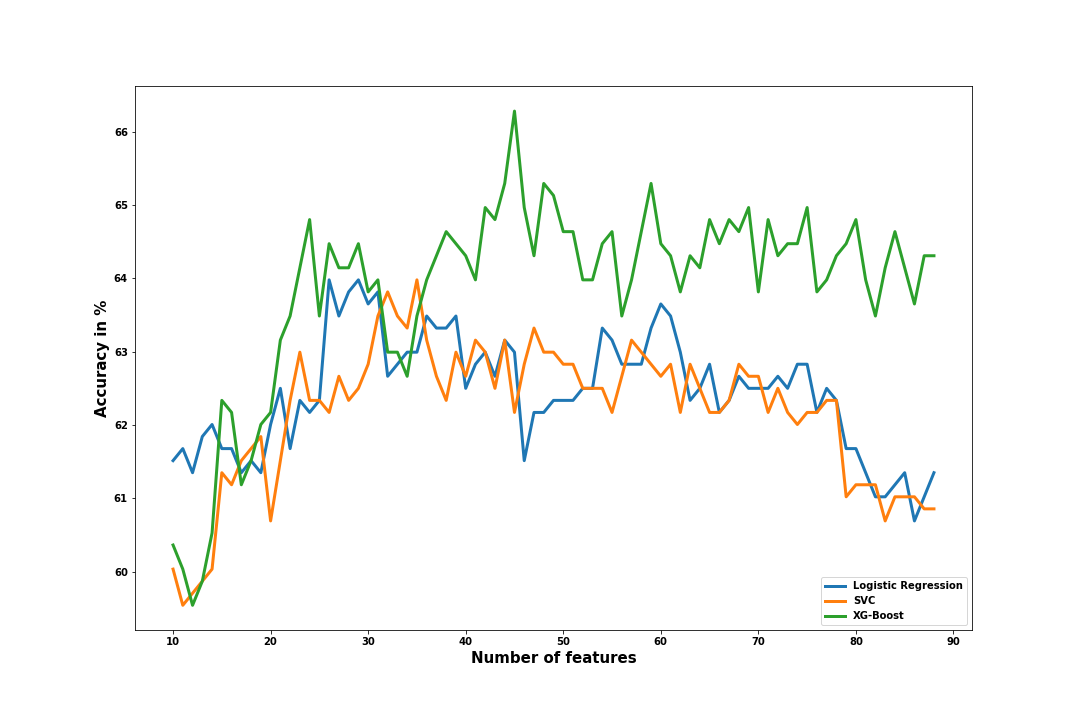 66
65
64
63
62
61
60
Accuracy in %
10 20 30 40 50 60 70 80 90
Number of features
Logistic Regression
SVC
XG-Boost